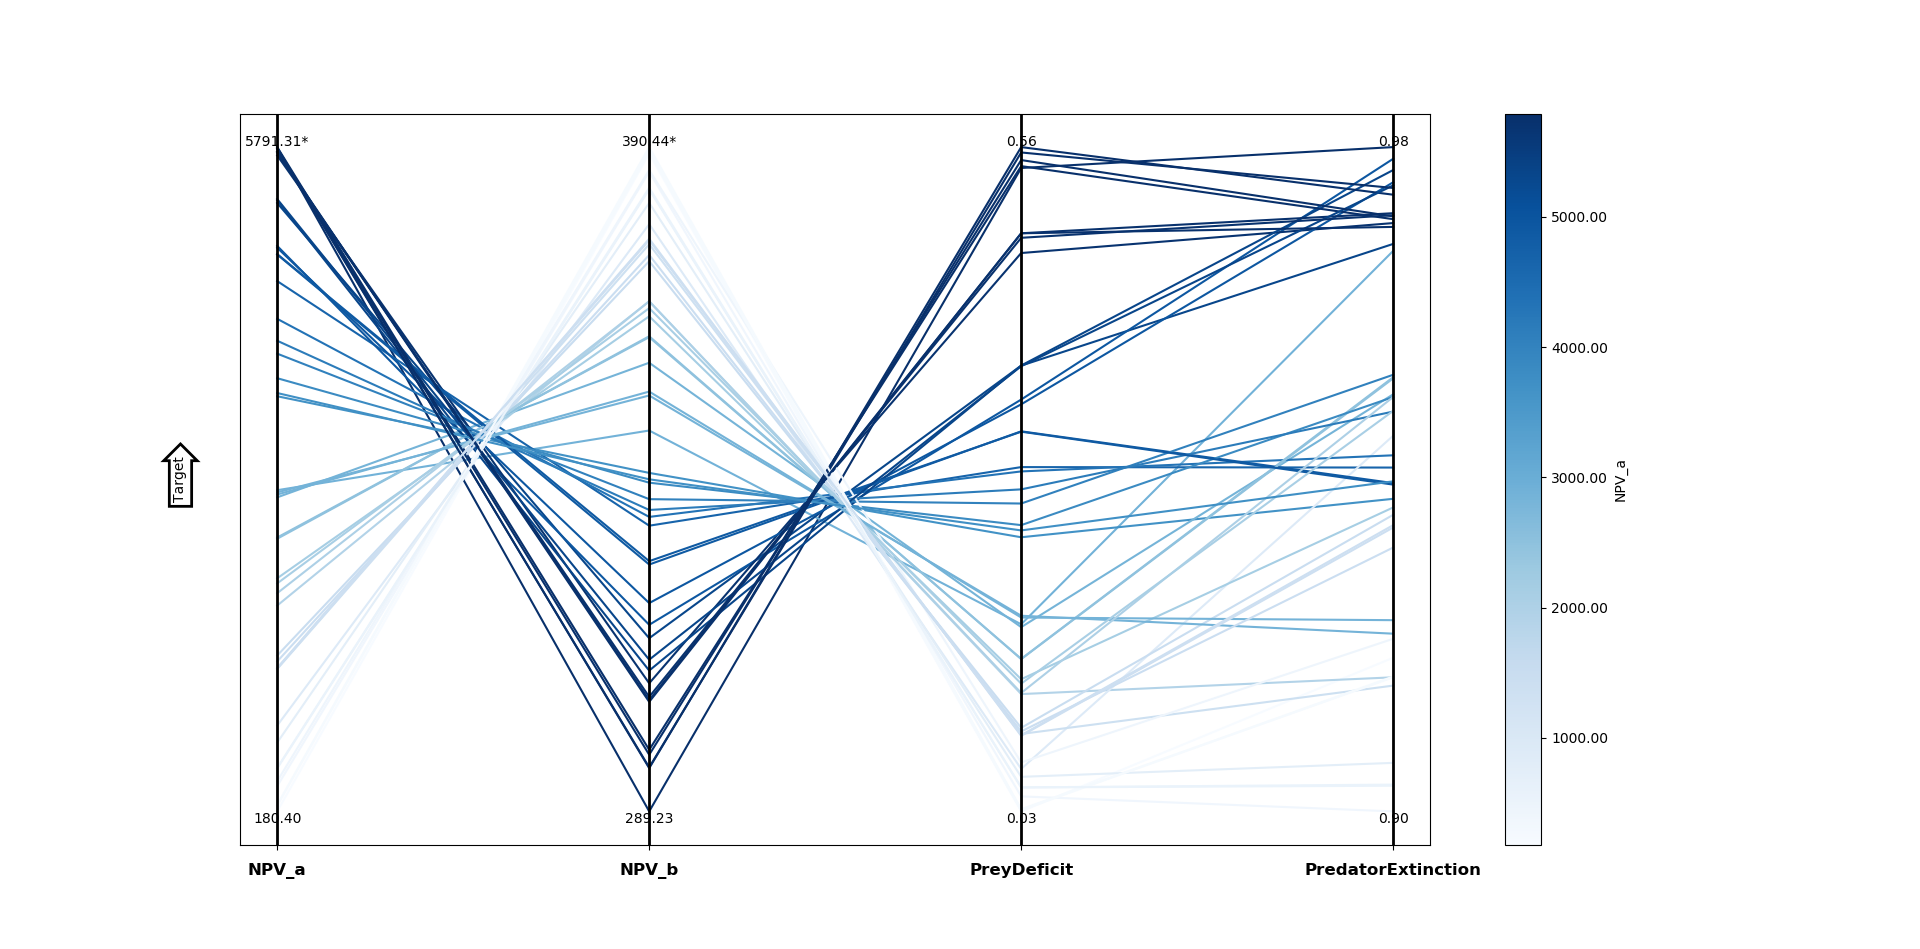 5791.31*
390.44*
0.56
0.98
5000.00
4000.00
3000.00
2000.00
1000.00
NPV_a
Target
180.40
289.23
0.03
0.90
NPV_a
NPV_b
PreyDeficit
PredatorExtinction